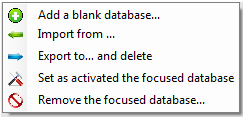 Add a blank database...
Import from ...
Export to... and delete
Set as activated the focused database
Remove the focused database...